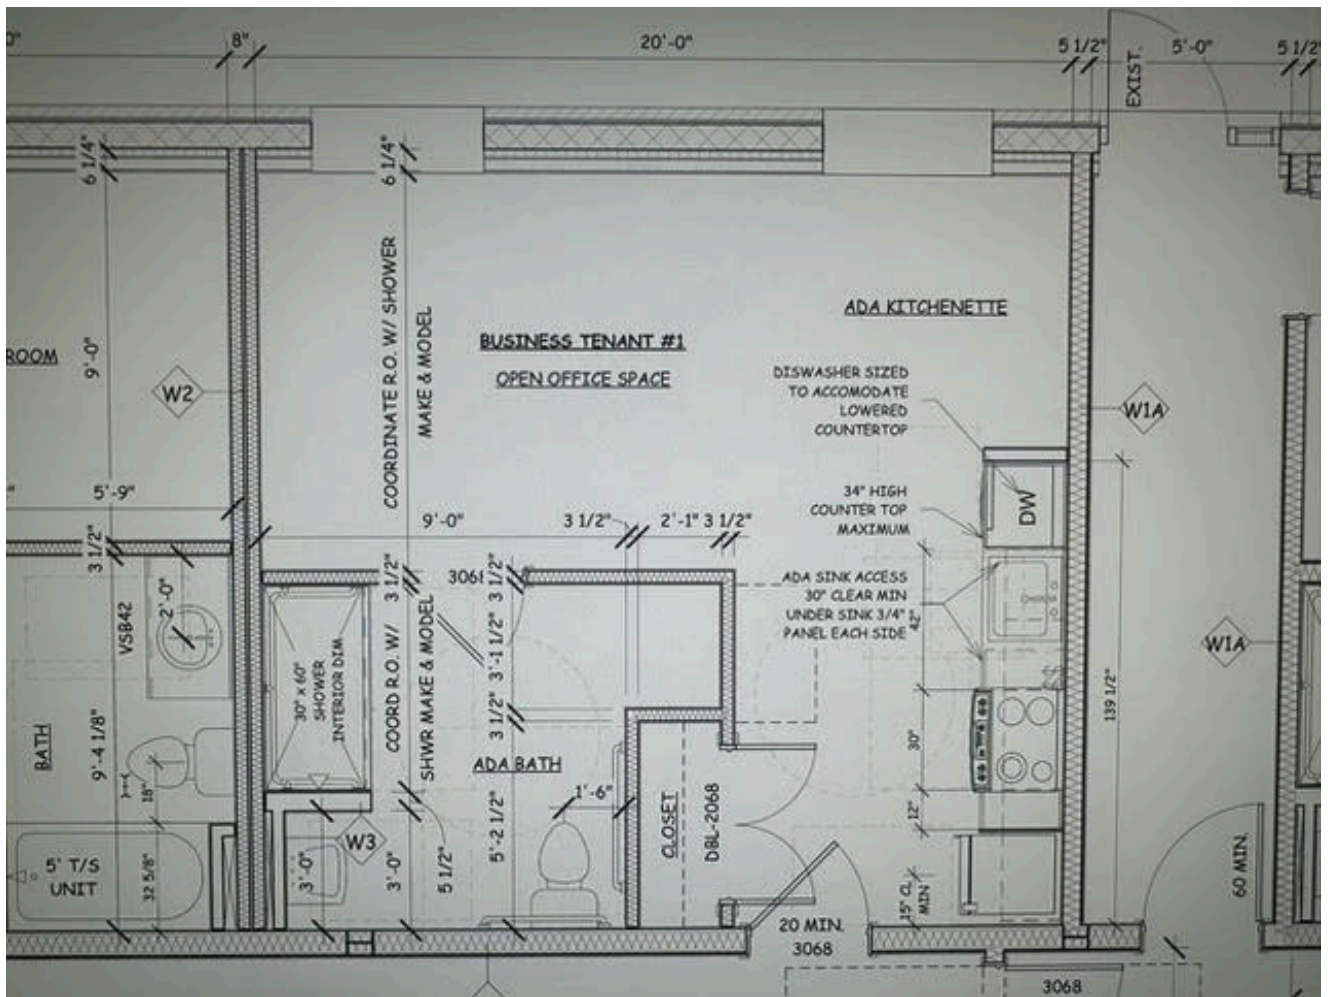 0"
8"
20'-0"
5 1/2"
5'-0"
5 1/2"
EXIST.
6 1/4"
6 1/4"
9'-0"
ROOM
W2
COORDINATE R.O. W/ SHOWER
MAKE & MODEL
BUSINESS TENANT #1
OPEN OFFICE SPACE
ADA KITCHENETTE
DISWASHER SIZED
TO ACCOMODATE
LOWERED
COUNTERTOP
W1A
5'-9"
34" HIGH
COUNTER TOP
MAXIMUM
DW
9'-0"
3 1/2"
2'-1"
3 1/2"
3 1/2"
2'-0"
VSB42
3 1/2"
3068
3 1/2"
ADA SINK ACCESS
30" CLEAR MIN
UNDER SINK 3/4"
PANEL EACH SIDE
42"
W1A
30" x 60"
SHOWER
INTERIOR DIM
COORD R.O. W/
SHWR MAKE & MODEL
3'-1 1/2"
3 1/2"
139 1/2"
BATH
9'-4 1/8"
18"
ADA BATH
1'-6"
30"
W3
CLOSET
DBL-2068
12"
5' T/S
UNIT
32 5/8"
3'-0"
3'-0"
5 1/2"
5'-2 1/2"
15" CL
MIN
60 MIN.
20 MIN.
3068
3068